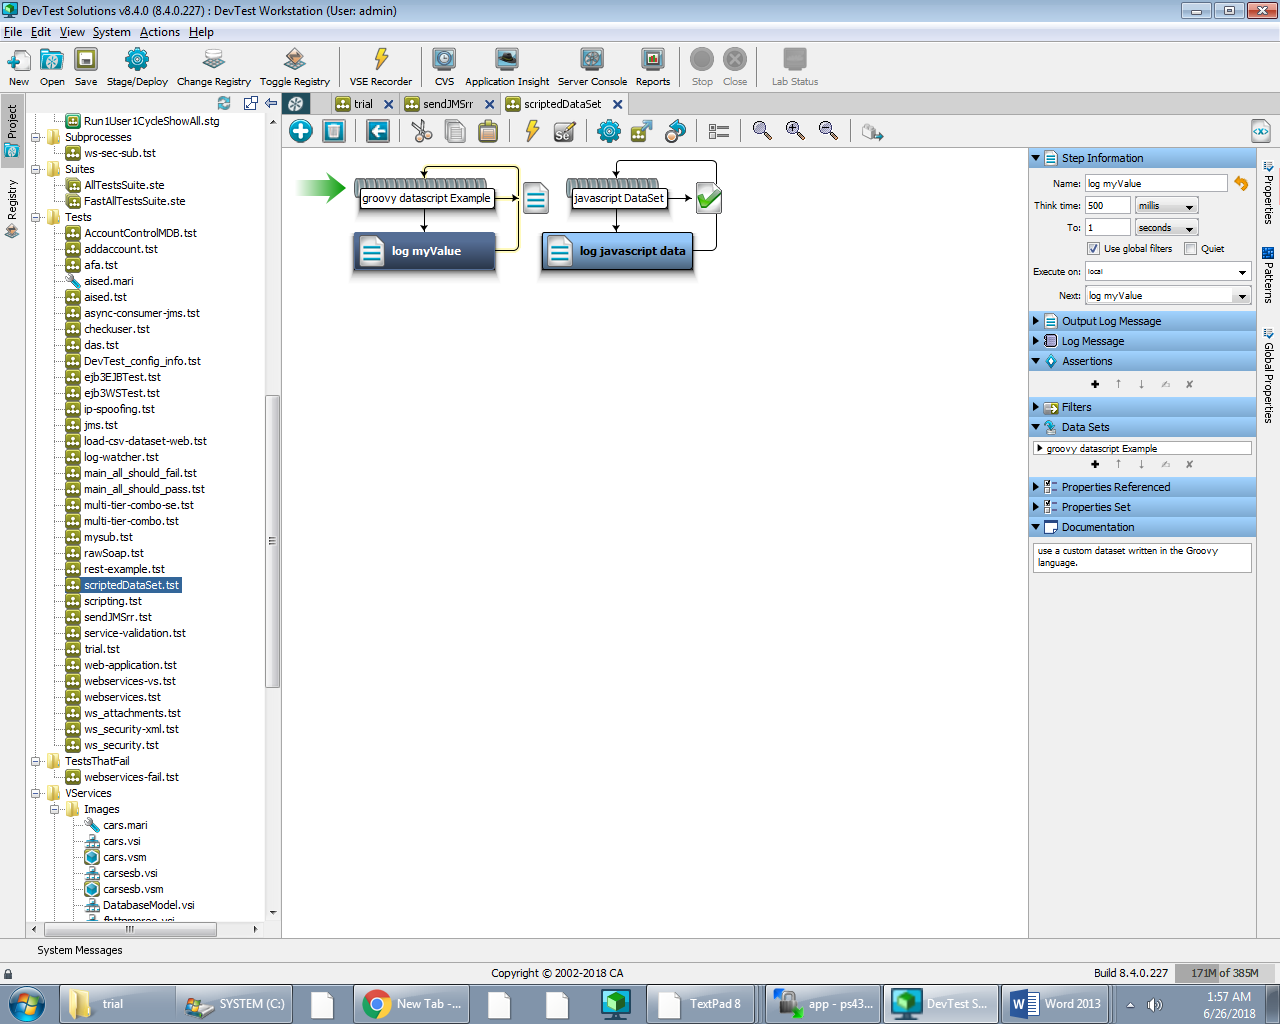 DevTest Solutions v8.4.0 (8.4.0.227) : DevTest Workstation (User: admin)
File Edit View System Actions Help
New Open Save Stage/Deploy Change Registry Toggle Registry VSE Recorder CVS Application Insight Server Console Reports Stop Close Lab Status
Project
Registry
Run1User1CycleShowAll.stg
Subprocesses
ws-sec-sub.tst
Suites
AllTestsSuite.ste
FastAllTestsSuite.ste
Tests
AccountControlMDB.tst
addaccount.tst
afa.tst
aised.mari
aised.tst
async-consumer-jms.tst
checkuser.tst
das.tst
DevTest_config_info.tst
ejb3EJBTest.tst
ejb3WSTest.tst
ip-spoofing.tst
jms.tst
load-csv-dataset-web.tst
log-watcher.tst
main_all_should_fail.tst
main_all_should_pass.tst
multi-tier-combo-se.tst
multi-tier-combo.tst
mysub.tst
rawSoap.tst
rest-example.tst
scriptedDataSet.tst
scripting.tst
sendJMSrr.tst
service-validation.tst
trial.tst
web-application.tst
webservices-vs.tst
webservices.tst
ws_attachments.tst
ws_security-xml.tst
ws_security.tst
TestsThatFail
webservices-fail.tst
VServices
Images
cars.mari
cars.vsi
cars.vsm
carsesb.vsi
carsesb.vsm
DatabaseModel.vsi
trial sendJMSrr scriptedDataSet
Se
groovy datascript Example
log myValue
javascript DataSet
log javascript data
Step Information
Name: log myValue
Think time: 500 millis
To: 1 seconds
Use global filters Quiet
Execute on: local
Next: log myValue
Output Log Message
Log Message
Assertions
Filters
Data Sets
groovy datascript Example
Properties Referenced
Properties Set
Documentation
use a custom dataset written in the Groovy
language.
Properties
Patterns
Global Properties
System Messages
Copyright © 2002-2018 CA
Build 8.4.0.227
171M of 385M
trial
SYSTEM (C:)
New Tab -...
TextPad 8
app - ps43...
DevTest S...
Word 2013
1:57 AM
6/26/2018